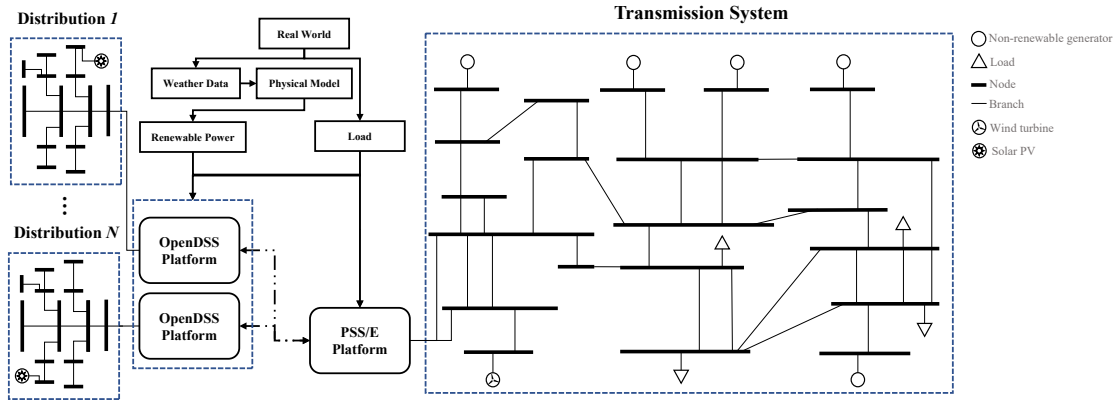 Distribution 1
Transmission System
Real World
Weather Data
Physical Model
Renewable Power
Load
Distribution N
OpenDSS
Platform
OpenDSS
Platform
PSS/E
Platform
Non-renewable generator
Load
Node
Branch
Wind turbine
Solar PV